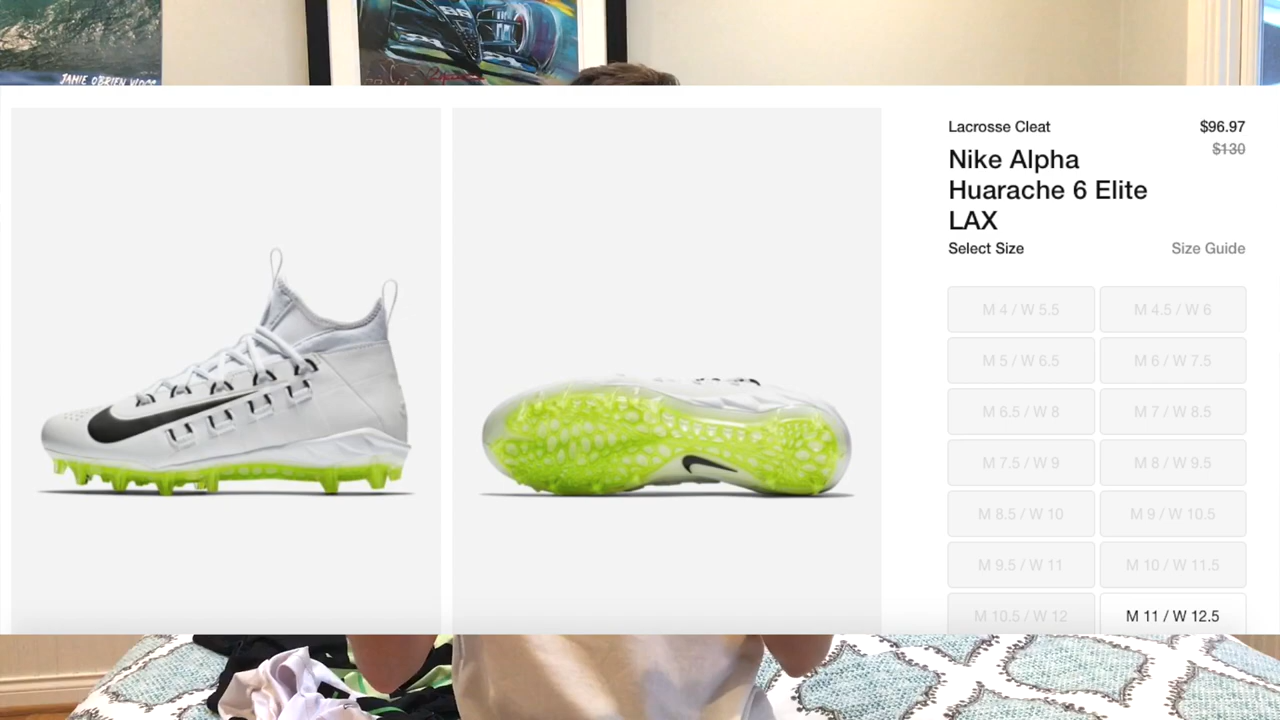 JAMIE O'BRIEN VLOGS
Lacrosse Cleat
$96.97
Nike Alpha
$130
Huarache 6 Elite
LAX
Select Size
Size Guide
M 4 / W 5.5
M 4.5 / W 6
M 5 / W 6.5
M 6 / W 7.5
M 6.5 / W 8
M 7 / W 8.5
M 7.5 / W 9
M 8 / W 9.5
M 8.5 / W 10
M 9 / W 10.5
M 9.5 / W 11
M 10 / W 11.5
M 10.5 / W 12
M 11 / W 12.5